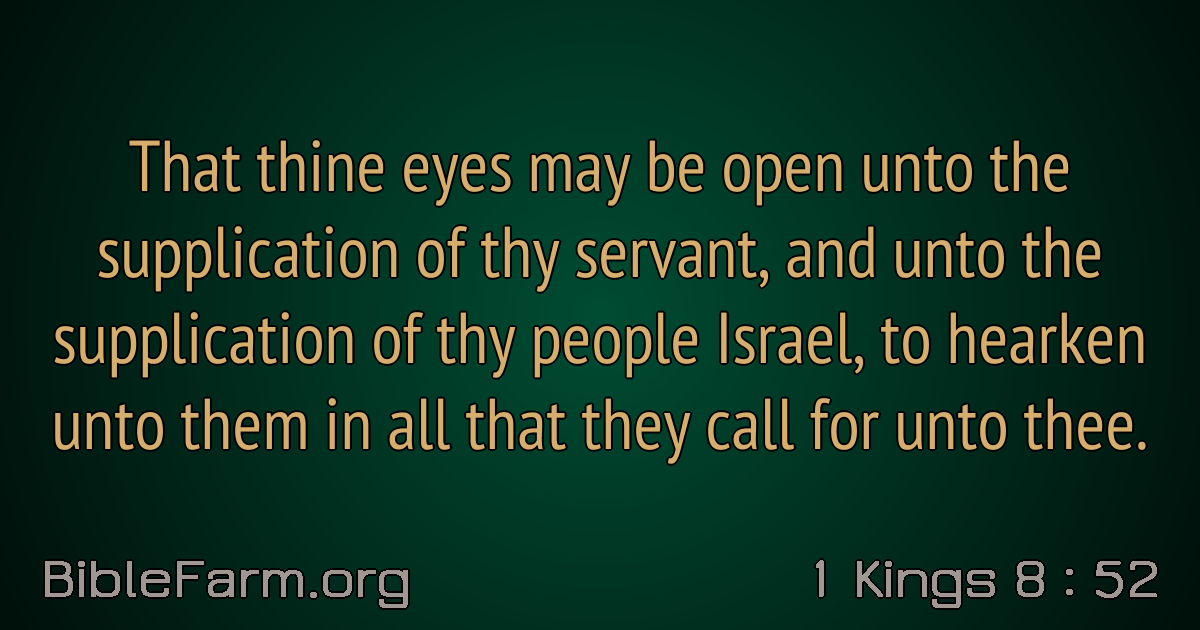 That thine eyes may be open unto the
supplication of thy servant, and unto the
supplication of thy people Israel, to hearken
unto them in all that they call for unto thee.
BibleFarm.org
1 Kings 8 : 52